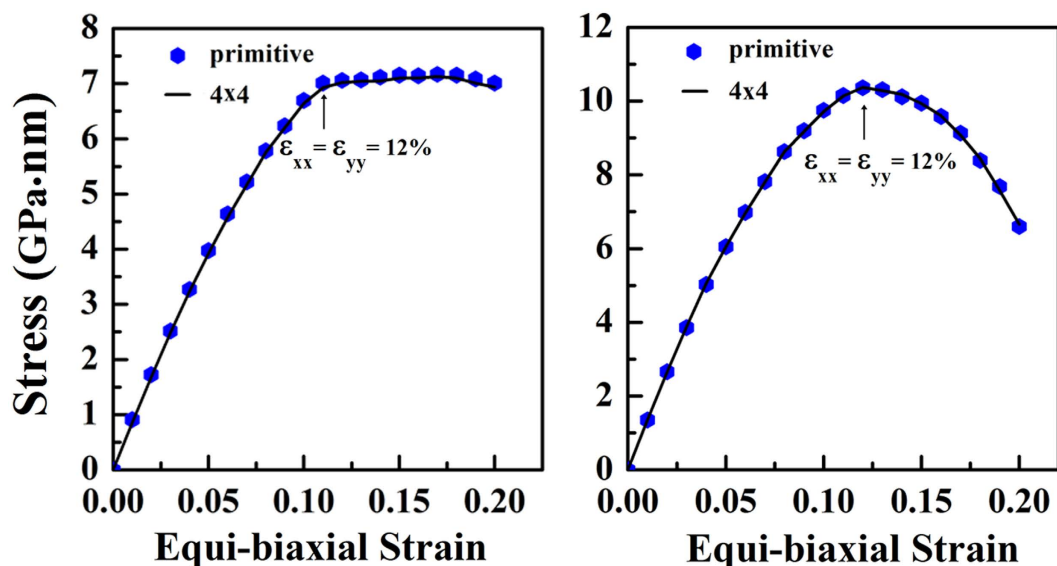 Stress (GPa·nm)
8
7
6
5
4
3
2
1
0
primitive
4x4
εxx = εyy = 12%
0.00 0.05 0.10 0.15 0.20
Equi-biaxial Strain
12
10
8
6
4
2
0
primitive
4x4
εxx = εyy = 12%
0.00 0.05 0.10 0.15 0.20
Equi-biaxial Strain